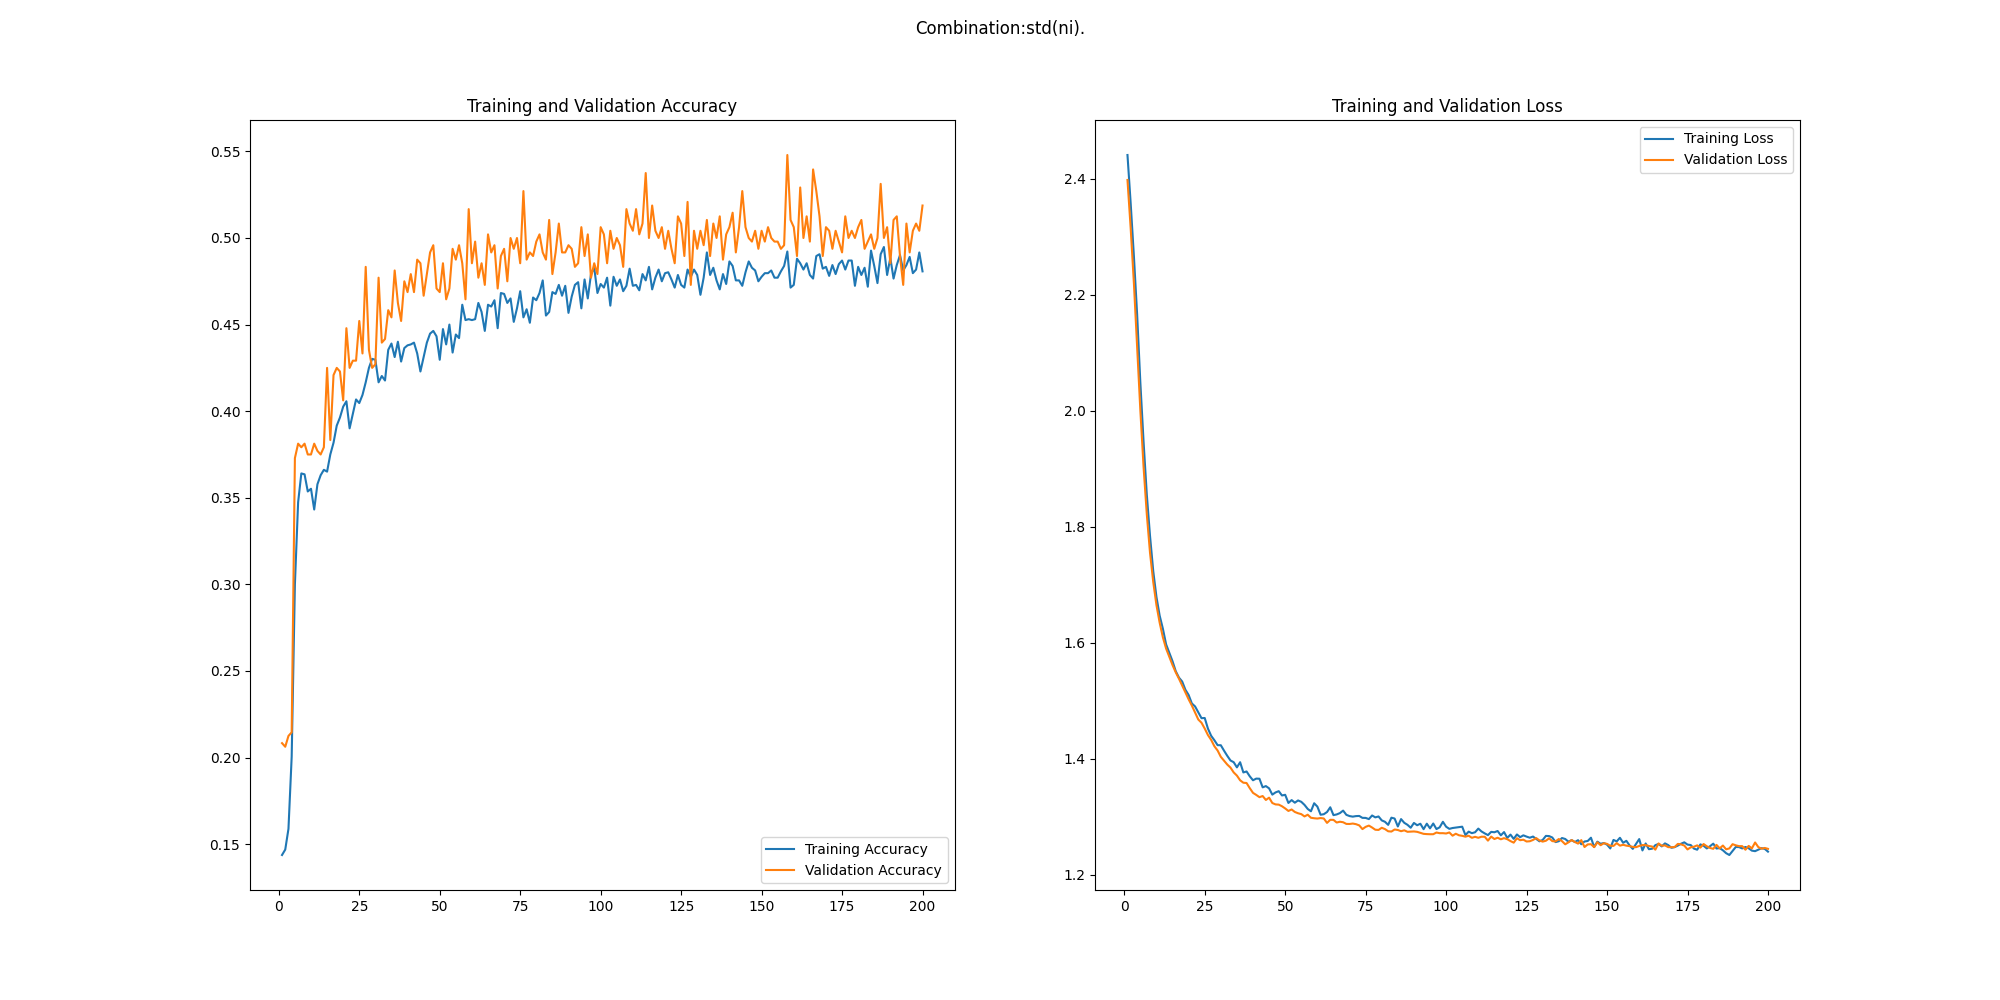 Combination:std(ni).
Training and Validation Accuracy
0.55
0.50
0.45
0.40
0.35
0.30
0.25
0.20
0.15
Training Accuracy
Validation Accuracy
0 25 50 75 100 125 150 175 200
Training and Validation Loss
Training Loss
Validation Loss
2.4
2.2
2.0
1.8
1.6
1.4
1.2
0 25 50 75 100 125 150 175 200